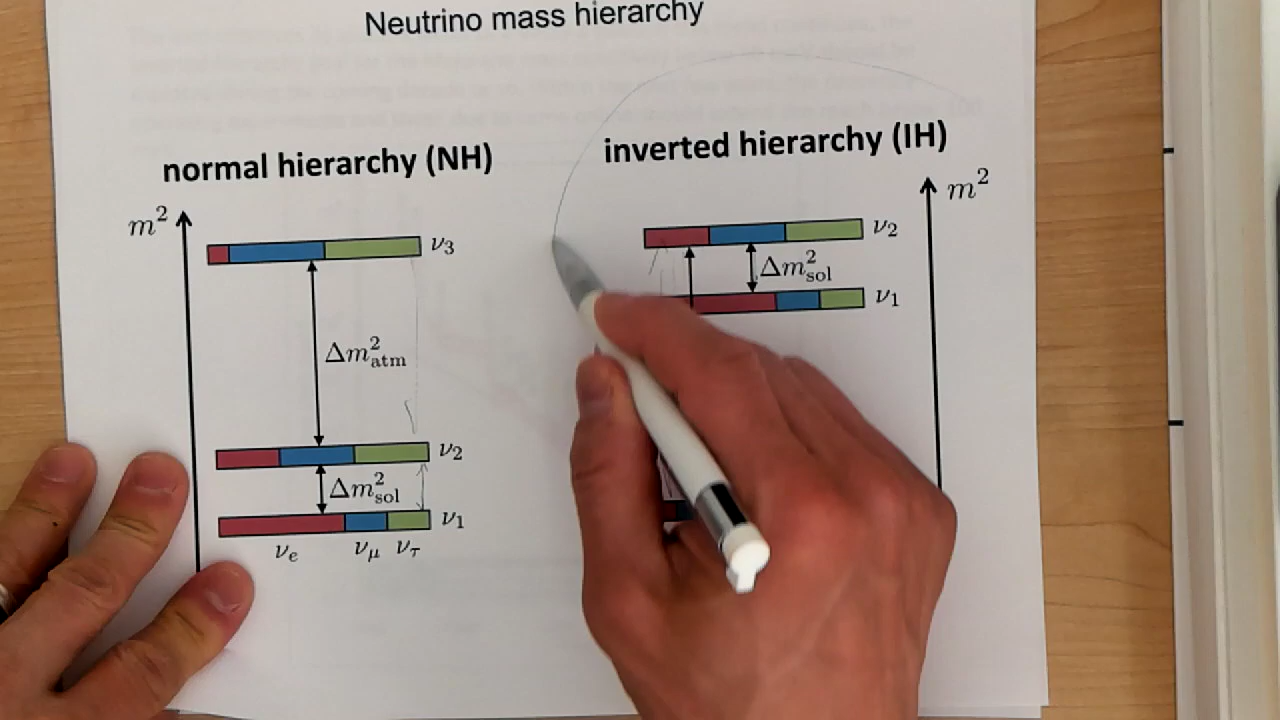 Neutrino mass hierarchy
normal hierarchy (NH)
m²
ν₃
Δm²atm
ν₂
Δm²sol
ν₁
νe νμ ντ
inverted hierarchy (IH)
m²
ν₂
Δm²sol
ν₁